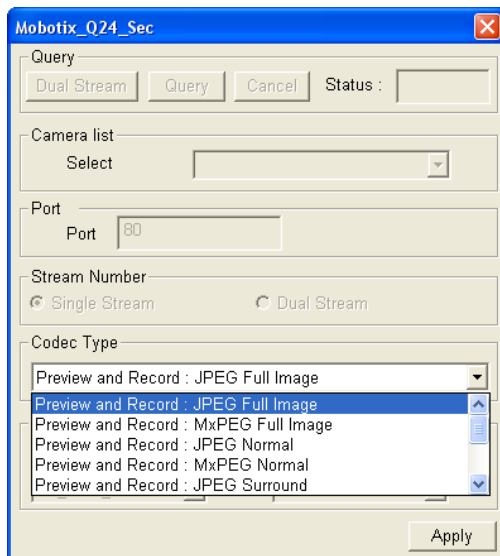 Mobotix_Q24_Sec
Query
Dual Stream Query Cancel Status :
Camera list
Select
Port
Port 80
Stream Number
Single Stream Dual Stream
Codec Type
Preview and Record : JPEG Full Image
Preview and Record : JPEG Full Image
Preview and Record : MxPEG Full Image
Preview and Record : JPEG Normal
Preview and Record : MxPEG Normal
Preview and Record : JPEG Surround
Apply